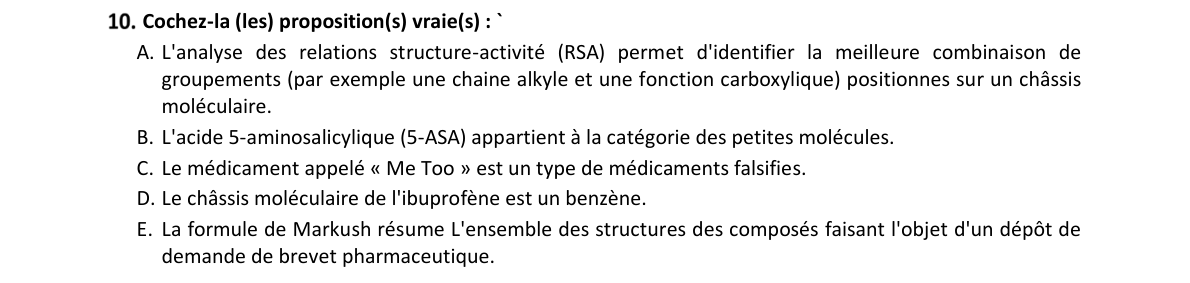 10. Cochez-la (les) proposition(s) vraie(s) : `
A. L'analyse des relations structure-activité (RSA) permet d'identifier la meilleure combinaison de
groupements (par exemple une chaine alkyle et une fonction carboxylique) positionnes sur un châssis
moléculaire.
B. L'acide 5-aminosalicylique (5-ASA) appartient à la catégorie des petites molécules.
C. Le médicament appelé « Me Too » est un type de médicaments falsifies.
D. Le châssis moléculaire de l'ibuprofène est un benzène.
E. La formule de Markush résume L'ensemble des structures des composés faisant l'objet d'un dépôt de
demande de brevet pharmaceutique.